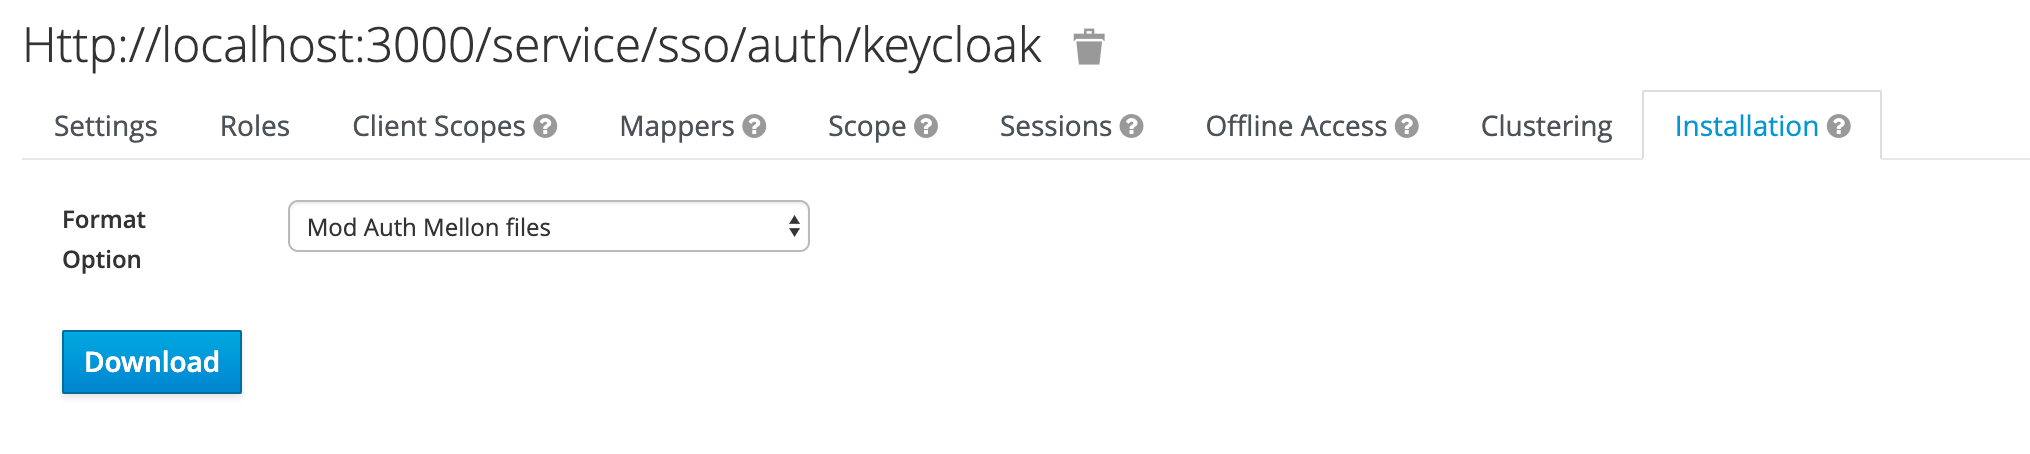 Http://localhost:3000/service/sso/auth/keycloak
Settings Roles Client Scopes ? Mappers ? Scope ? Sessions ? Offline Access ? Clustering Installation ?
Format Option
Mod Auth Mellon files
Download